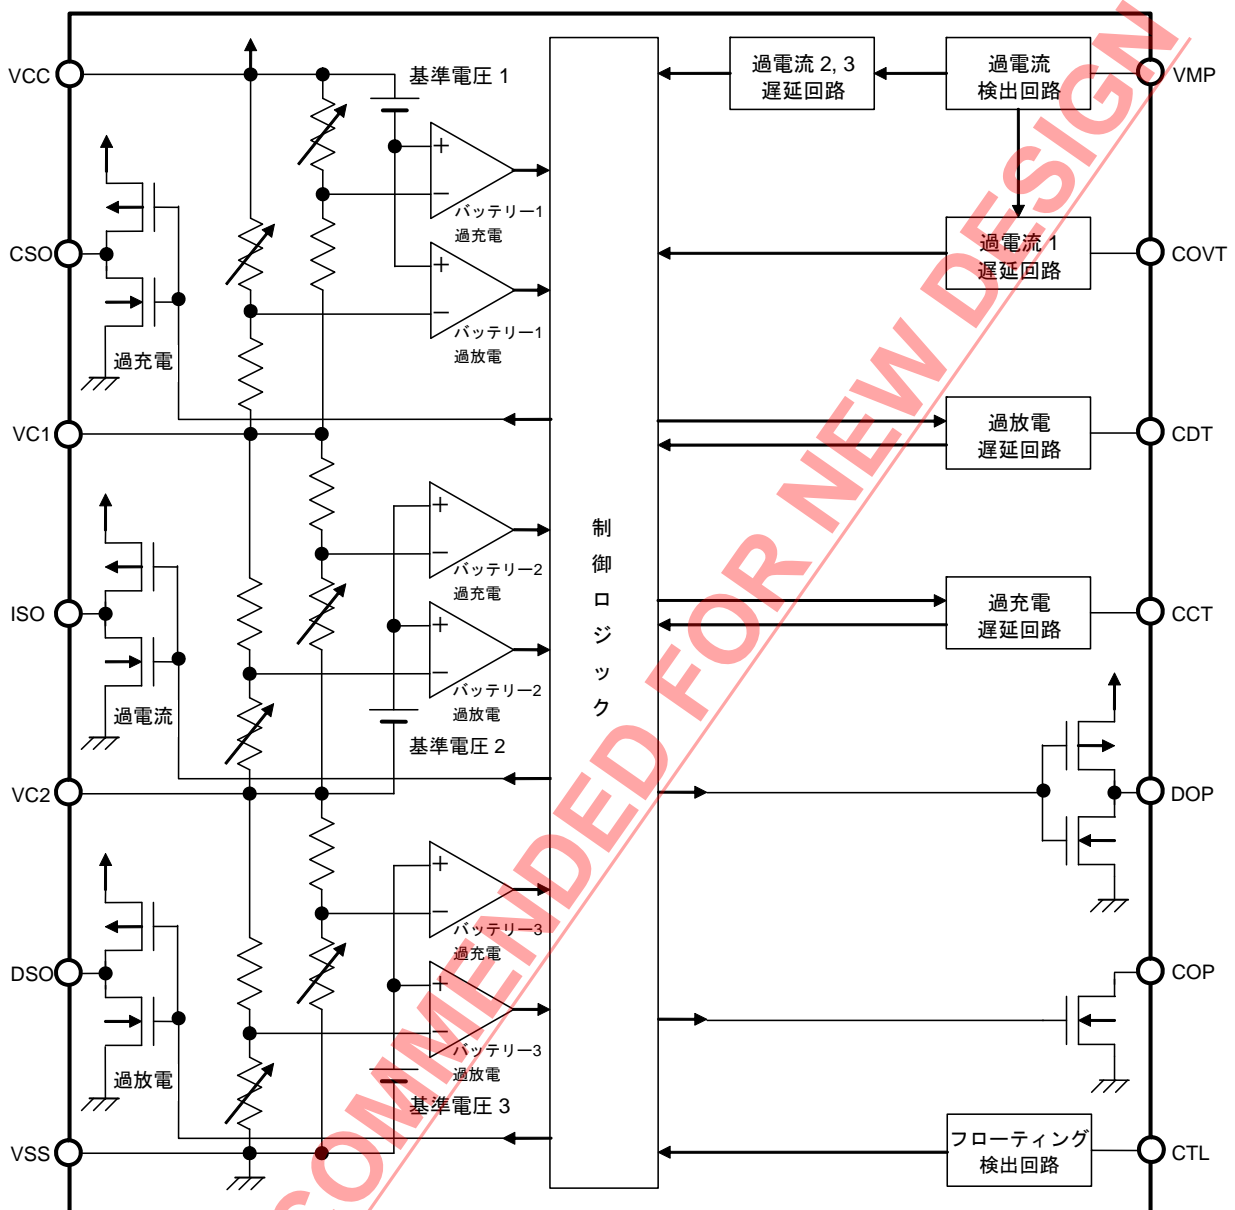 VCC
基準電圧 1
過電流 2, 3
遅延回路
過電流
検出回路
VMP
+
−
バッテリー1
過充電
CSO
+
−
バッテリー1
過放電
過充電
過電流 1
遅延回路
COVT
VC1
過放電
遅延回路
CDT
+
−
バッテリー2
過充電
制
御
ロ
ジ
ッ
ク
ISO
+
−
バッテリー2
過放電
過電流
基準電圧 2
過充電
遅延回路
CCT
VC2
DOP
+
−
バッテリー3
過充電
DSO
+
−
バッテリー3
過放電
過放電
基準電圧 3
COP
VSS
フローティング
検出回路
CTL
COMMENDED FOR NEW DESIGN